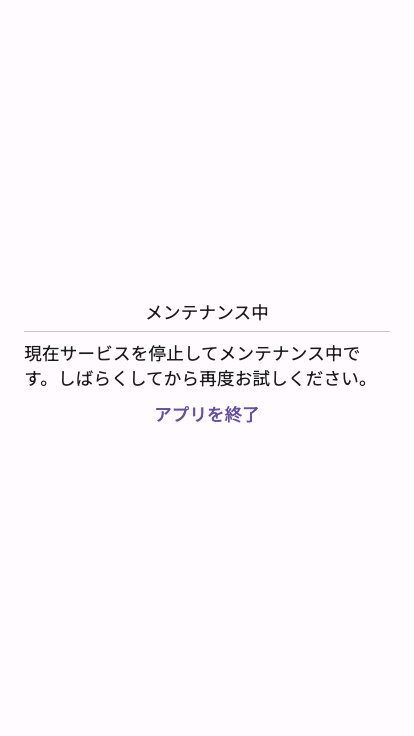 メンテナンス中
現在サービスを停止してメンテナンス中で
す。しばらくしてから再度お試しください。
アプリを終了